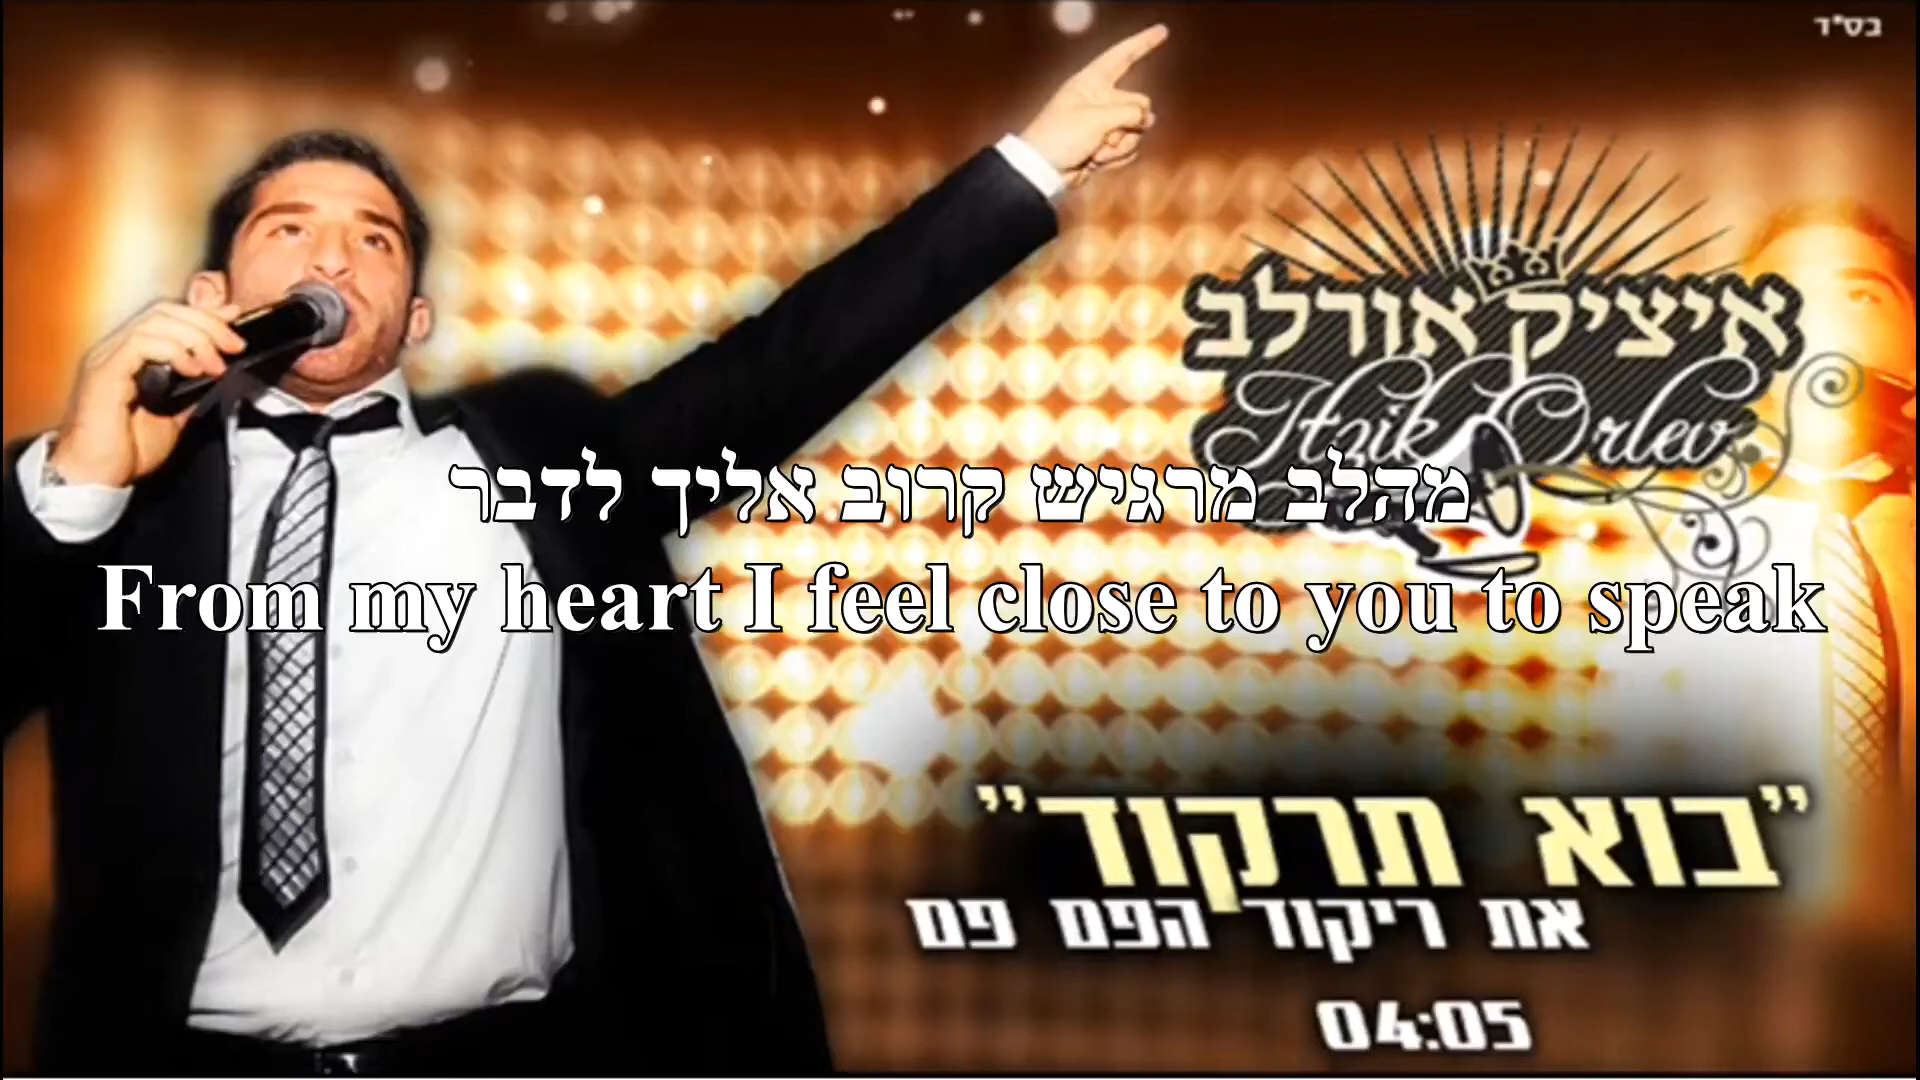 בס"ד
איציק אורלב
Itzik Orlev
מהלב מרגיש קרוב אליך לדבר
From my heart I feel close to you to speak
"בוא תרקוד"
את ריקוד הפם פם
04:05